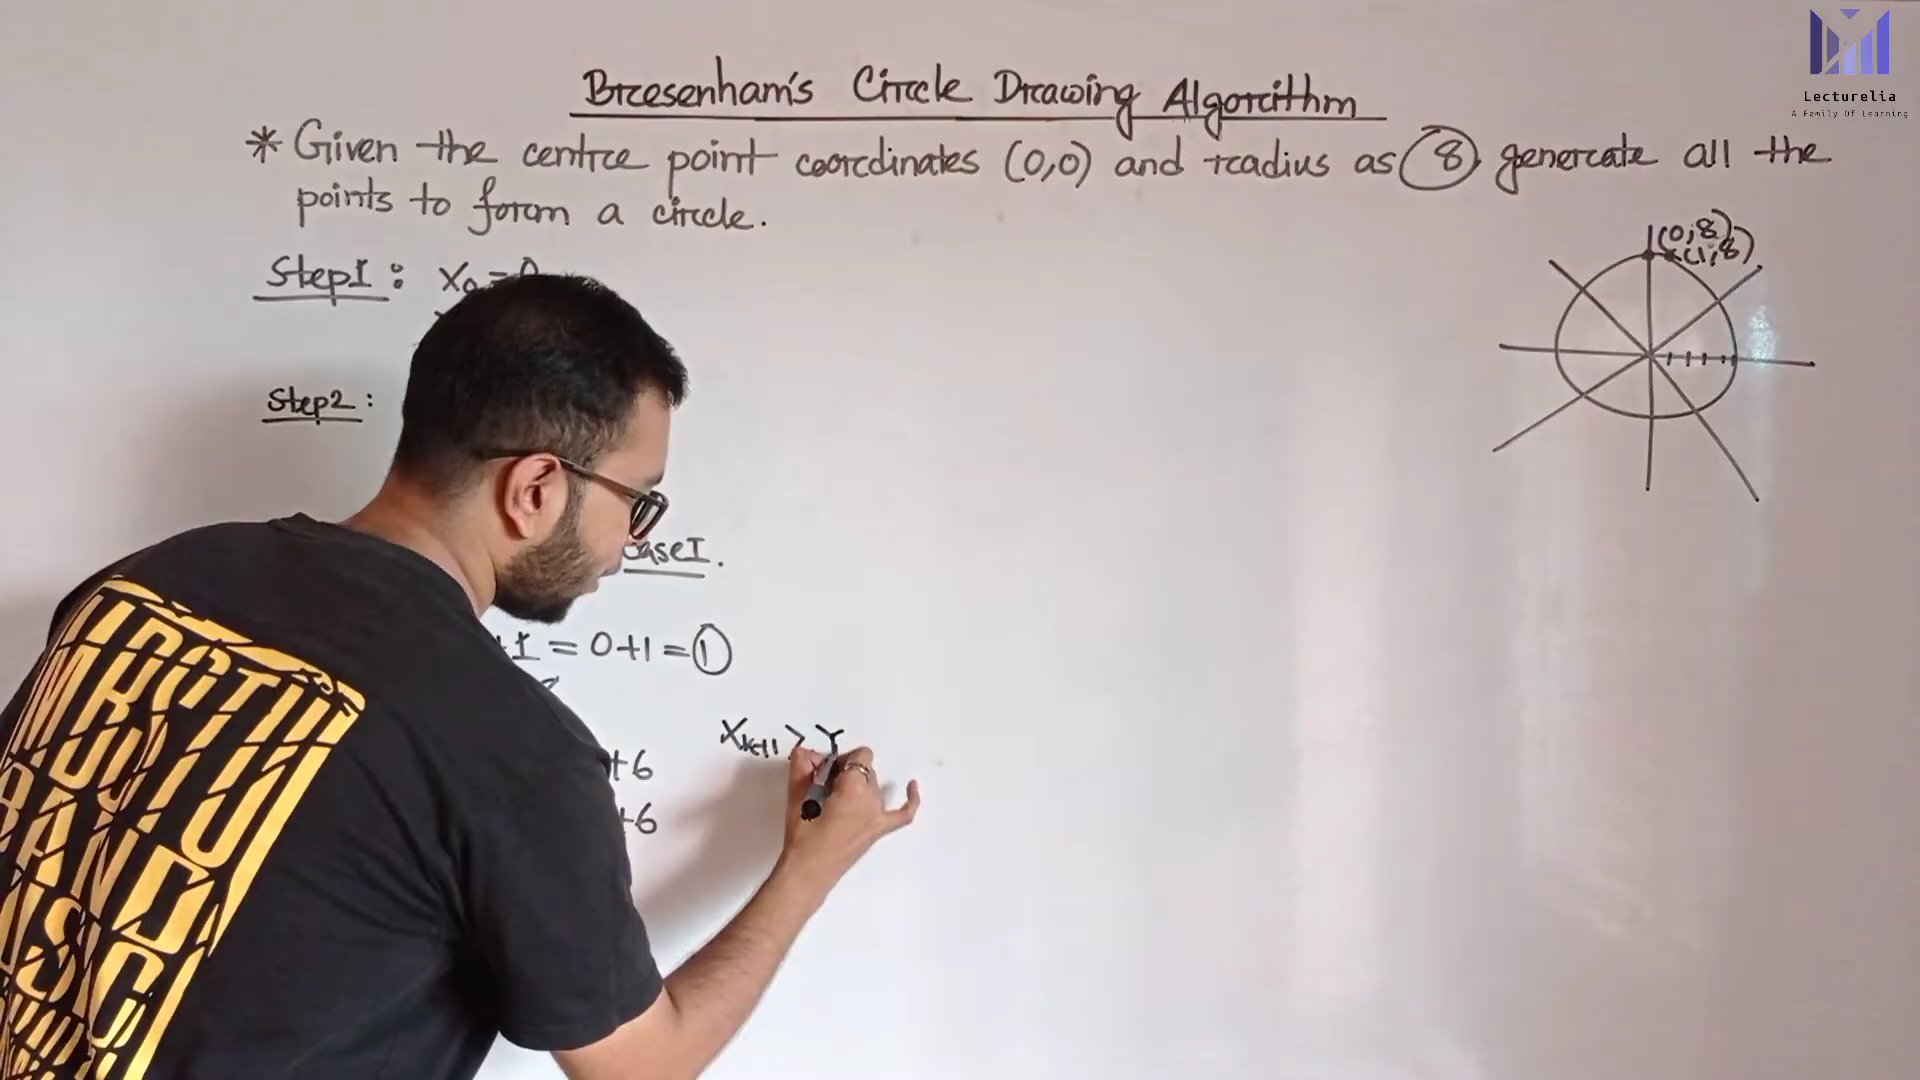 Bresenham's Circle Drawing Algorithm
* Given the centre point coordinates (0,0) and radius as 8, generate all the
points to form a circle.
Step1: X₀ = 0
Step2:
case I.
+1 = 0+1 = 1
+6
+6
Xk+1 > Y
(0,8)
(1,8)
Lecturelia
A Family Of Learning